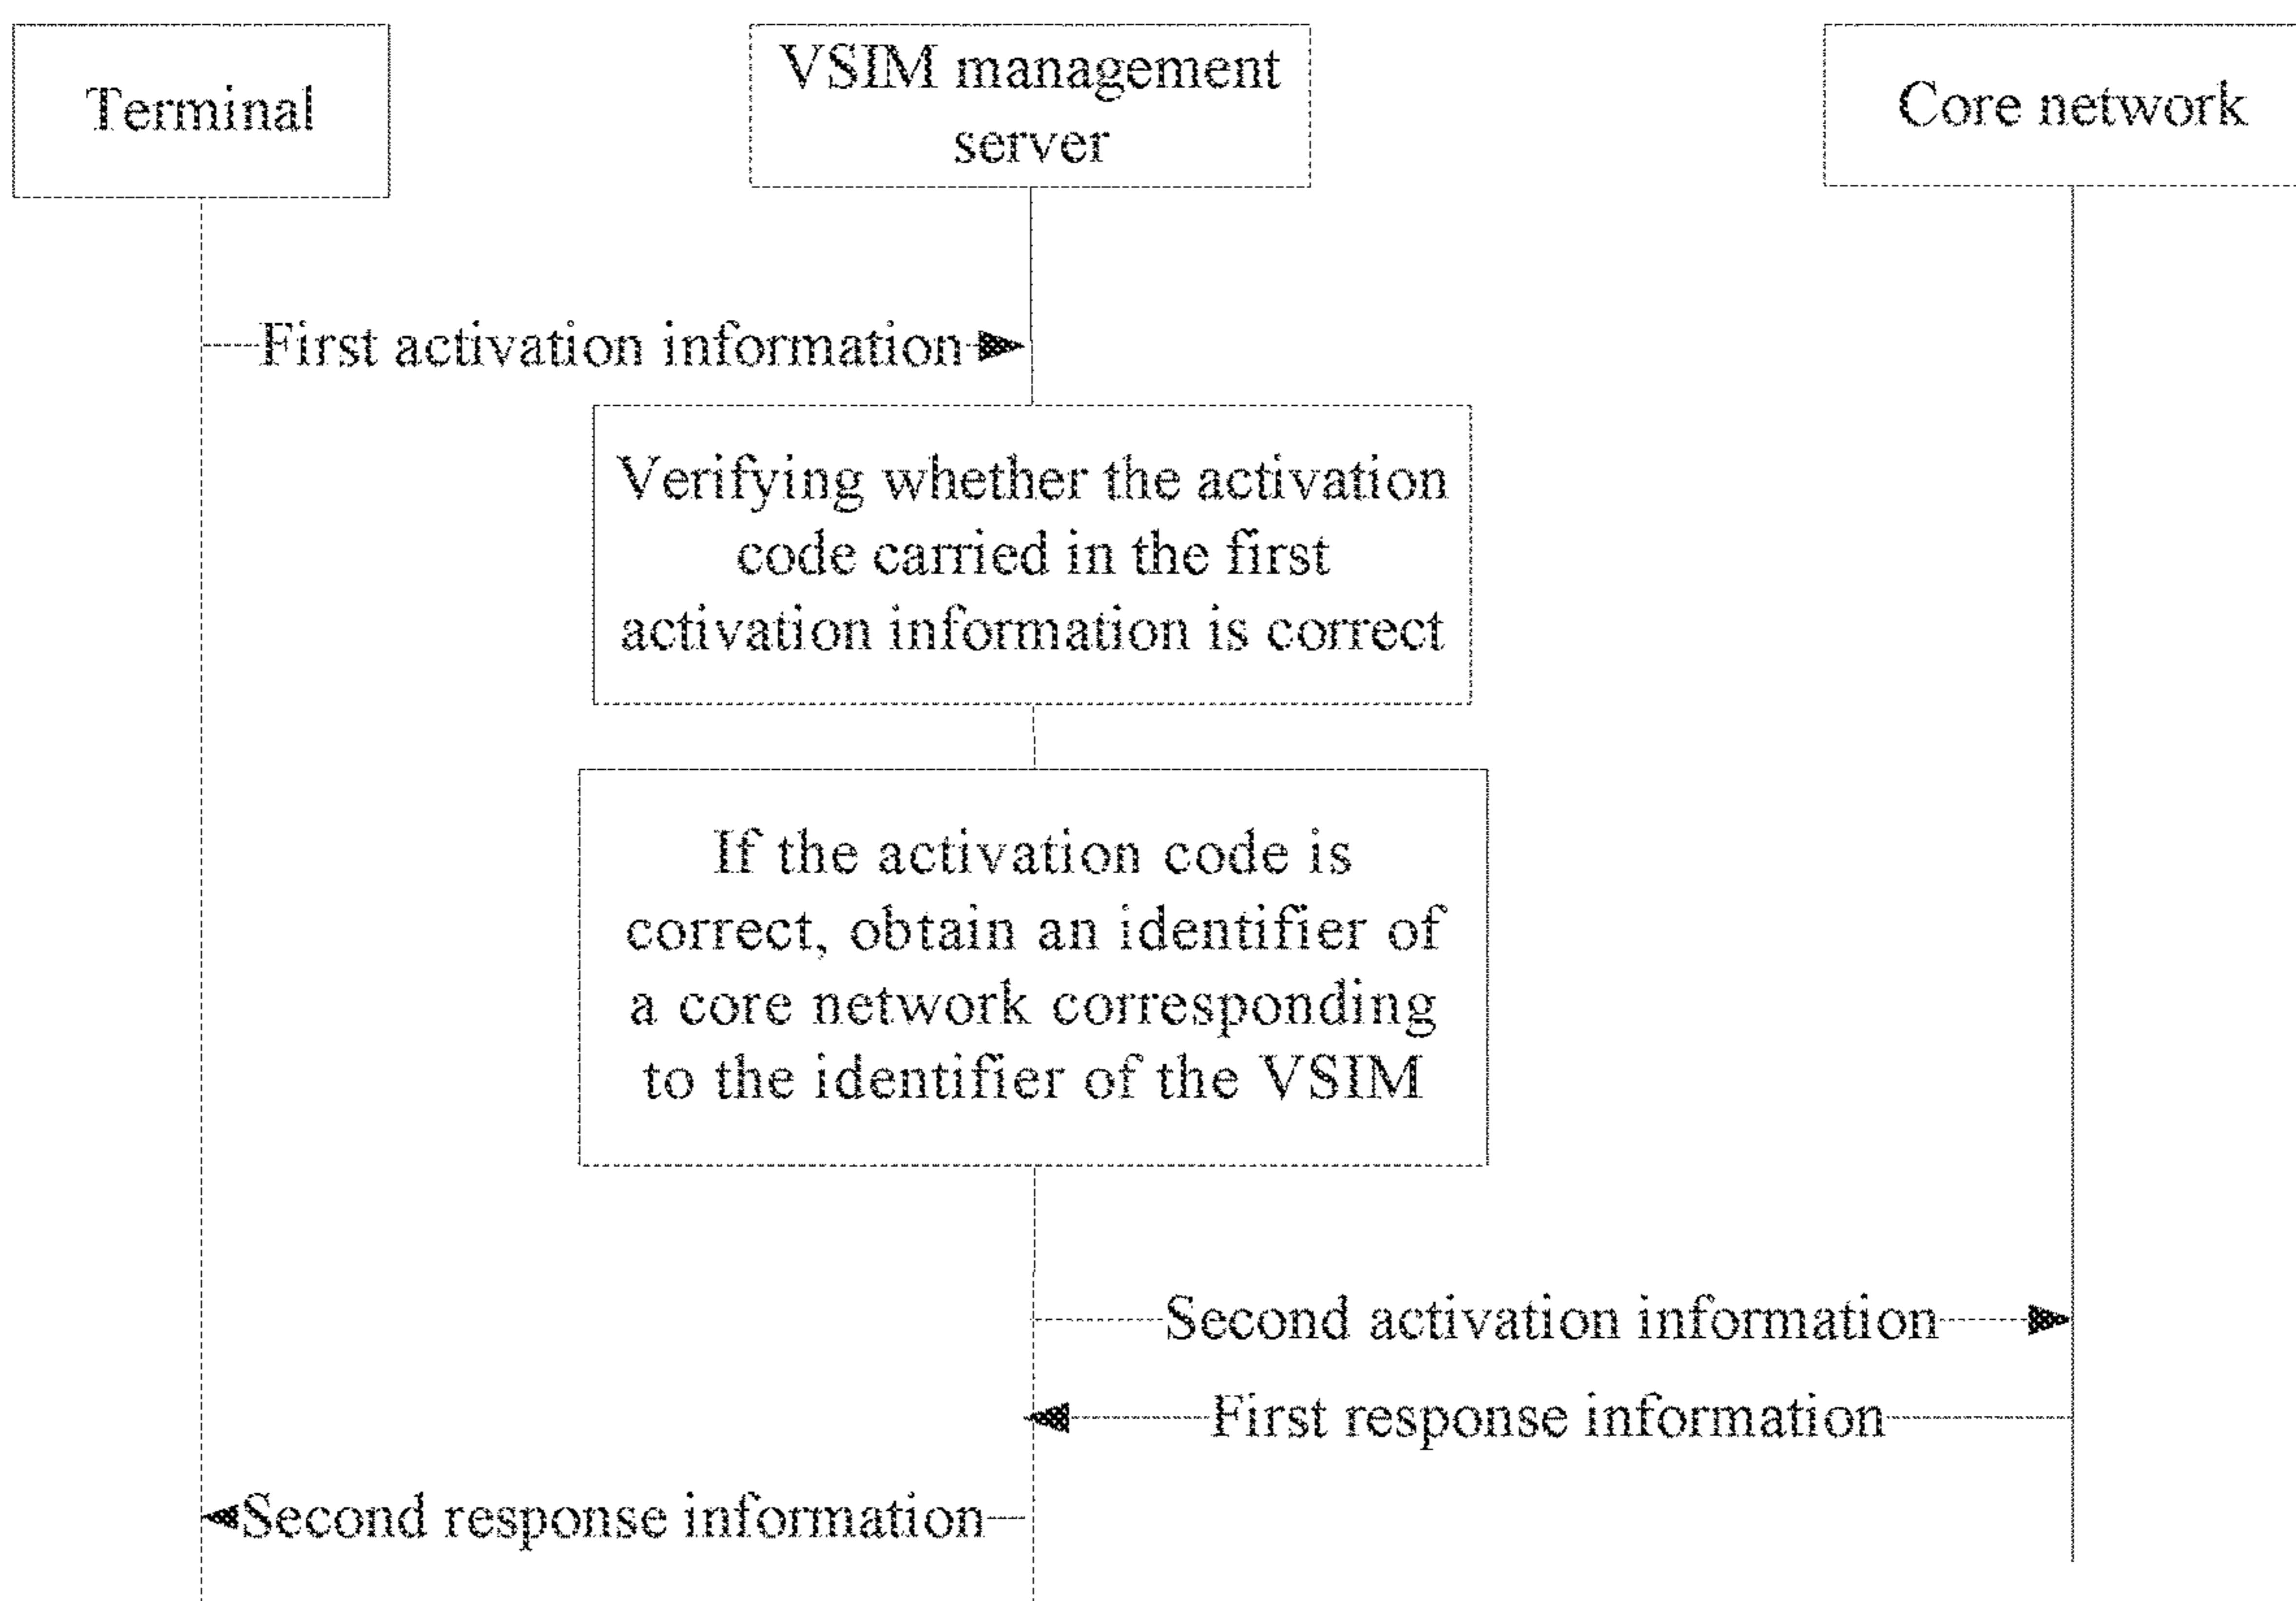 Terminal
VSIM management
server
Core network
First activation information
Verifying whether the activation
code carried in the first
activation information is correct
If the activation code is
correct, obtain an identifier of
a core network corresponding
to the identifier of the VSIM
Second activation information
First response information
Second response information